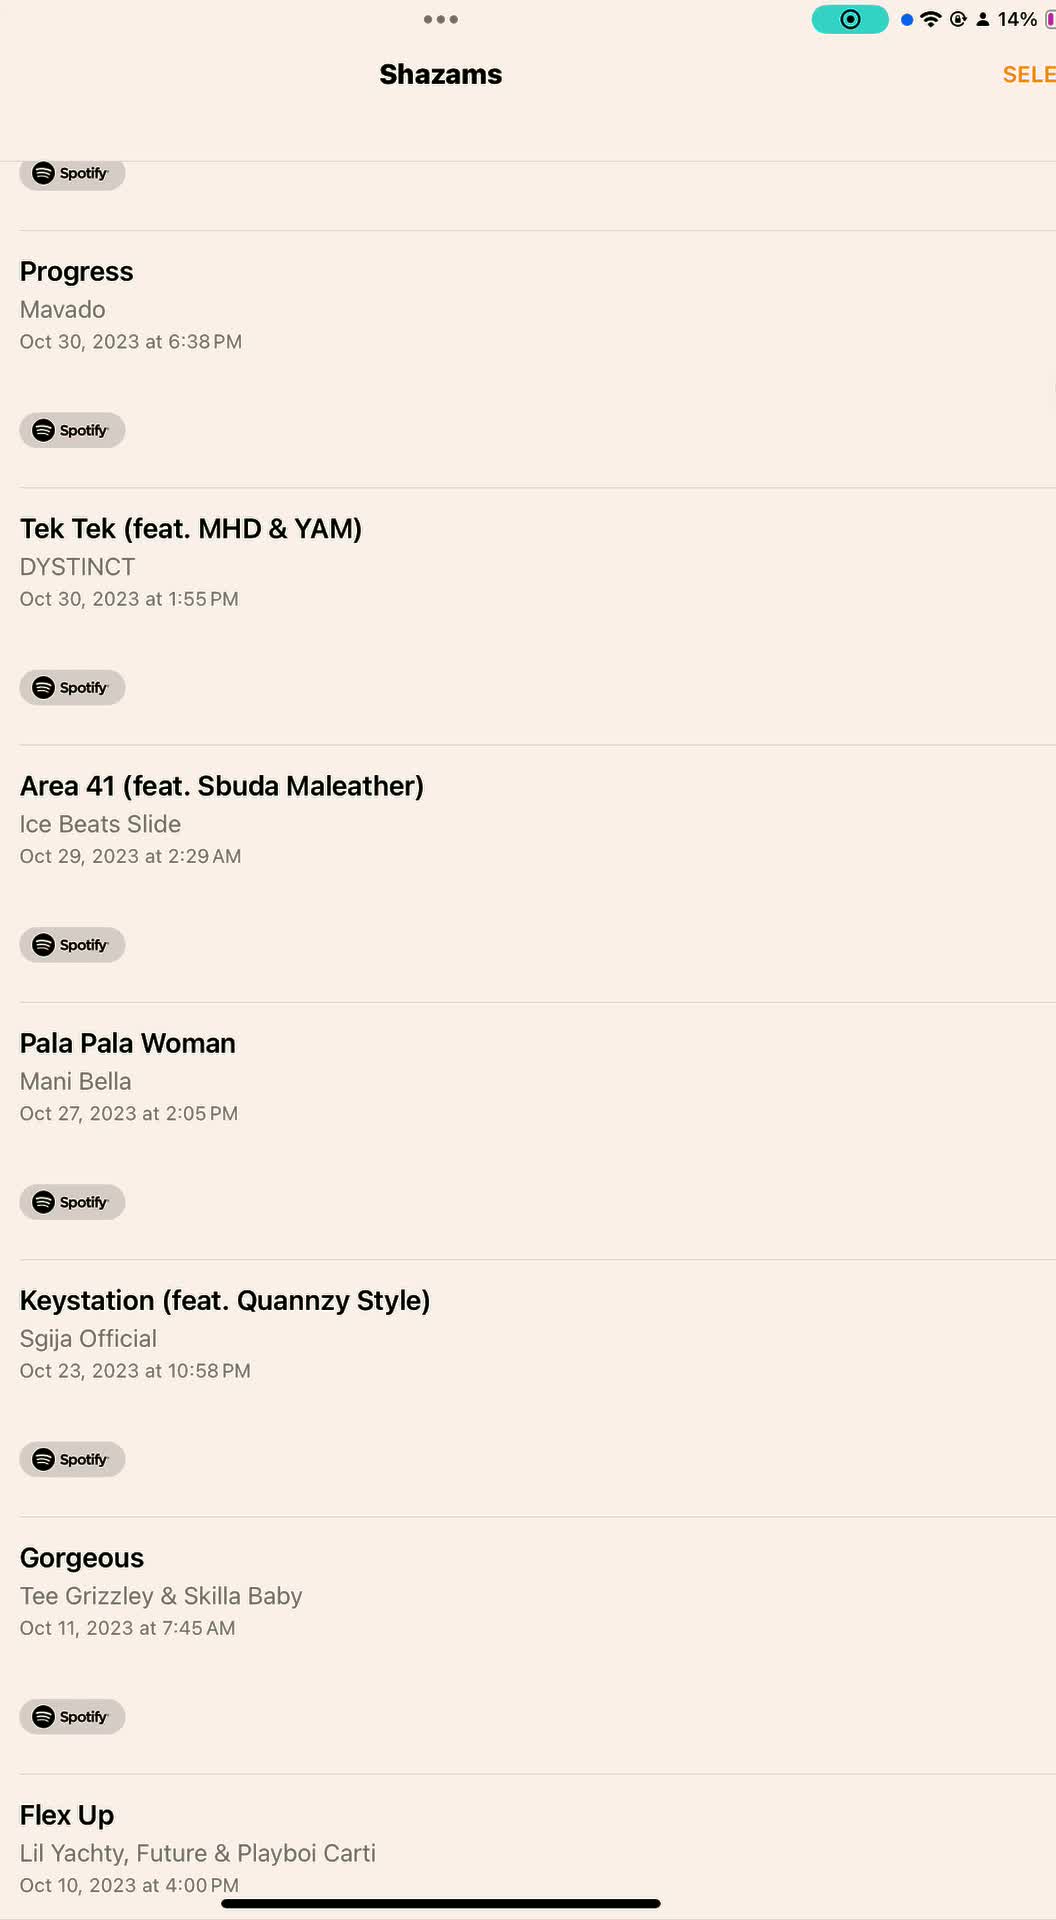 14%
Shazams
SELE
Spotify
Progress
Mavado
Oct 30, 2023 at 6:38 PM
Spotify
Tek Tek (feat. MHD & YAM)
DYSTINCT
Oct 30, 2023 at 1:55 PM
Spotify
Area 41 (feat. Sbuda Maleather)
Ice Beats Slide
Oct 29, 2023 at 2:29 AM
Spotify
Pala Pala Woman
Mani Bella
Oct 27, 2023 at 2:05 PM
Spotify
Keystation (feat. Quannzy Style)
Sgija Official
Oct 23, 2023 at 10:58 PM
Spotify
Gorgeous
Tee Grizzley & Skilla Baby
Oct 11, 2023 at 7:45 AM
Spotify
Flex Up
Lil Yachty, Future & Playboi Carti
Oct 10, 2023 at 4:00 PM